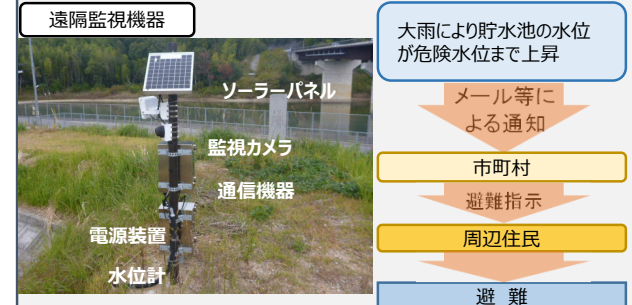 遠隔監視機器
ソーラーパネル
監視カメラ
通信機器
電源装置
水位計
大雨により貯水池の水位
が危険水位まで上昇
メール等に
よる通知
市町村
避難指示
周辺住民
避 難